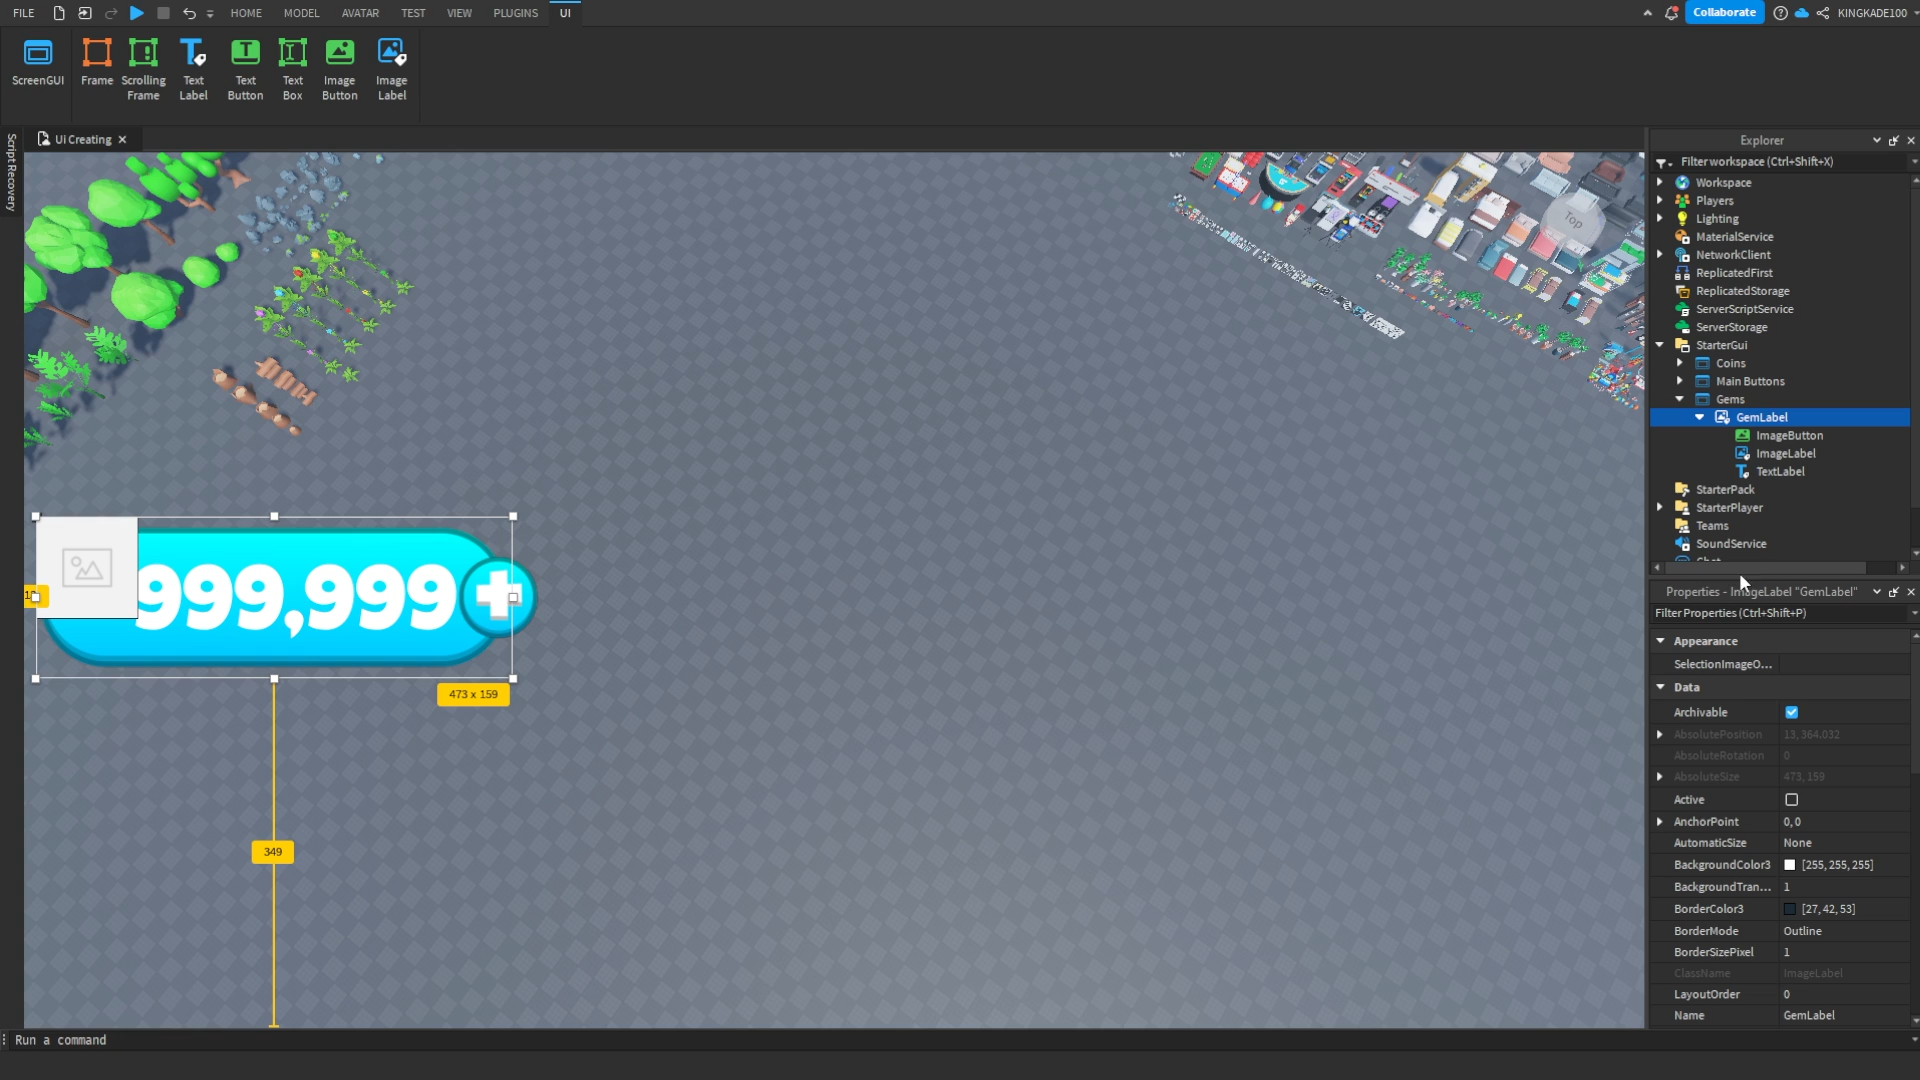 FILE
HOME
MODEL
AVATAR
TEST
VIEW
PLUGINS
UI
Collaborate
KINGKADE100
ScreenGUI
Frame
Scrolling
Frame
Text
Label
Text
Button
Text
Box
Image
Button
Image
Label
Script Recovery
Ui Creating
Top
999,999
473 x 159
349
Explorer
Filter workspace (Ctrl+Shift+X)
Workspace
Players
Lighting
MaterialService
NetworkClient
ReplicatedFirst
ReplicatedStorage
ServerScriptService
ServerStorage
StarterGui
Coins
Main Buttons
Gems
GemLabel
ImageButton
ImageLabel
TextLabel
StarterPack
StarterPlayer
Teams
SoundService
Properties - ImageLabel "GemLabel"
Filter Properties (Ctrl+Shift+P)
Appearance
SelectionImageO...
Data
Archivable
AbsolutePosition 13, 364.032
AbsoluteRotation 0
AbsoluteSize 473, 159
Active
AnchorPoint 0, 0
AutomaticSize None
BackgroundColor3 [255, 255, 255]
BackgroundTran... 1
BorderColor3 [27, 42, 53]
BorderMode Outline
BorderSizePixel 1
ClassName ImageLabel
LayoutOrder 0
Name GemLabel
Run a command